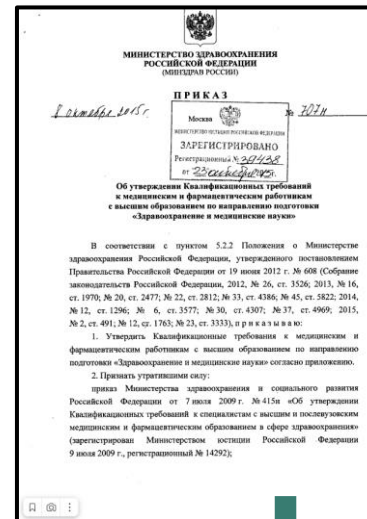 МИНИСТЕРСТВО ЗДРАВООХРАНЕНИЯ
РОССИЙСКОЙ ФЕДЕРАЦИИ
(МИНЗДРАВ РОССИИ)
ПРИКАЗ
8 октября 2015г.
№ 707н
Москва
МИНИСТЕРСТВО ЮСТИЦИИ РОССИЙСКОЙ ФЕДЕРАЦИИ
ЗАРЕГИСТРИРОВАНО
Регистрационный № 39438
от 23 октября 2015г.
Об утверждении Квалификационных требований
к медицинским и фармацевтическим работникам
с высшим образованием по направлению подготовки
«Здравоохранение и медицинские науки»
В соответствии с пунктом 5.2.2 Положения о Министерстве
здравоохранения Российской Федерации, утвержденного постановлением
Правительства Российской Федерации от 19 июня 2012 г. № 608 (Собрание
законодательства Российской Федерации, 2012, № 26, ст. 3526; 2013, № 16,
ст. 1970; № 20, ст. 2477; № 22, ст. 2812; № 33, ст. 4386; № 45, ст. 5822; 2014,
№ 12, ст. 1296; № 6, ст. 3577; № 30, ст. 4307; № 37, ст. 4969; 2015,
№ 2, ст. 491; № 12, ст. 1763; № 23, ст. 3333), п р и к а з ы в а ю:
1. Утвердить Квалификационные требования к медицинским и
фармацевтическим работникам с высшим образованием по направлению
подготовки «Здравоохранение и медицинские науки» согласно приложению.
2. Признать утратившими силу:
приказ Министерства здравоохранения и социального развития
Российской Федерации от 7 июля 2009 г. № 415н «Об утверждении
Квалификационных требований к специалистам с высшим и послевузовским
медицинским и фармацевтическим образованием в сфере здравоохранения»
(зарегистрирован Министерством юстиции Российской Федерации
9 июля 2009 г., регистрационный № 14292);